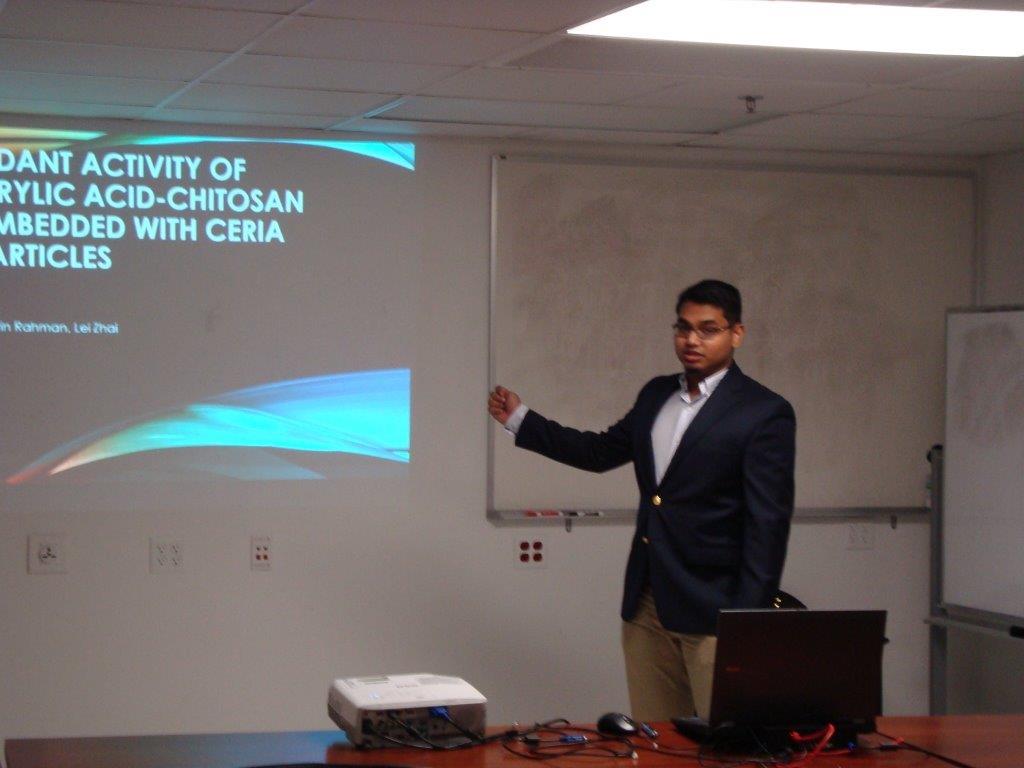 DANT ACTIVITY OF
RYLIC ACID-CHITOSAN
MBEDDED WITH CERIA
ARTICLES
in Rahman, Lei Zhai